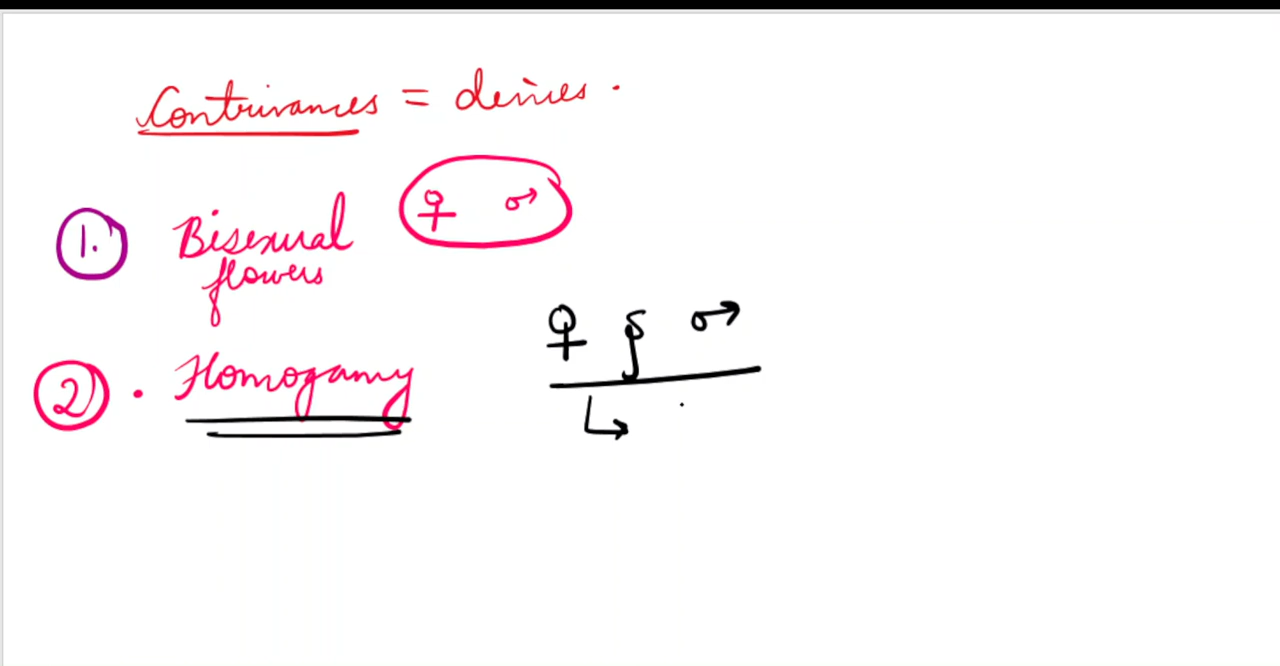 Contrivances = devices.
1. Bisexual ♀ ♂
flowers
♀ & ♂
2. Homogamy